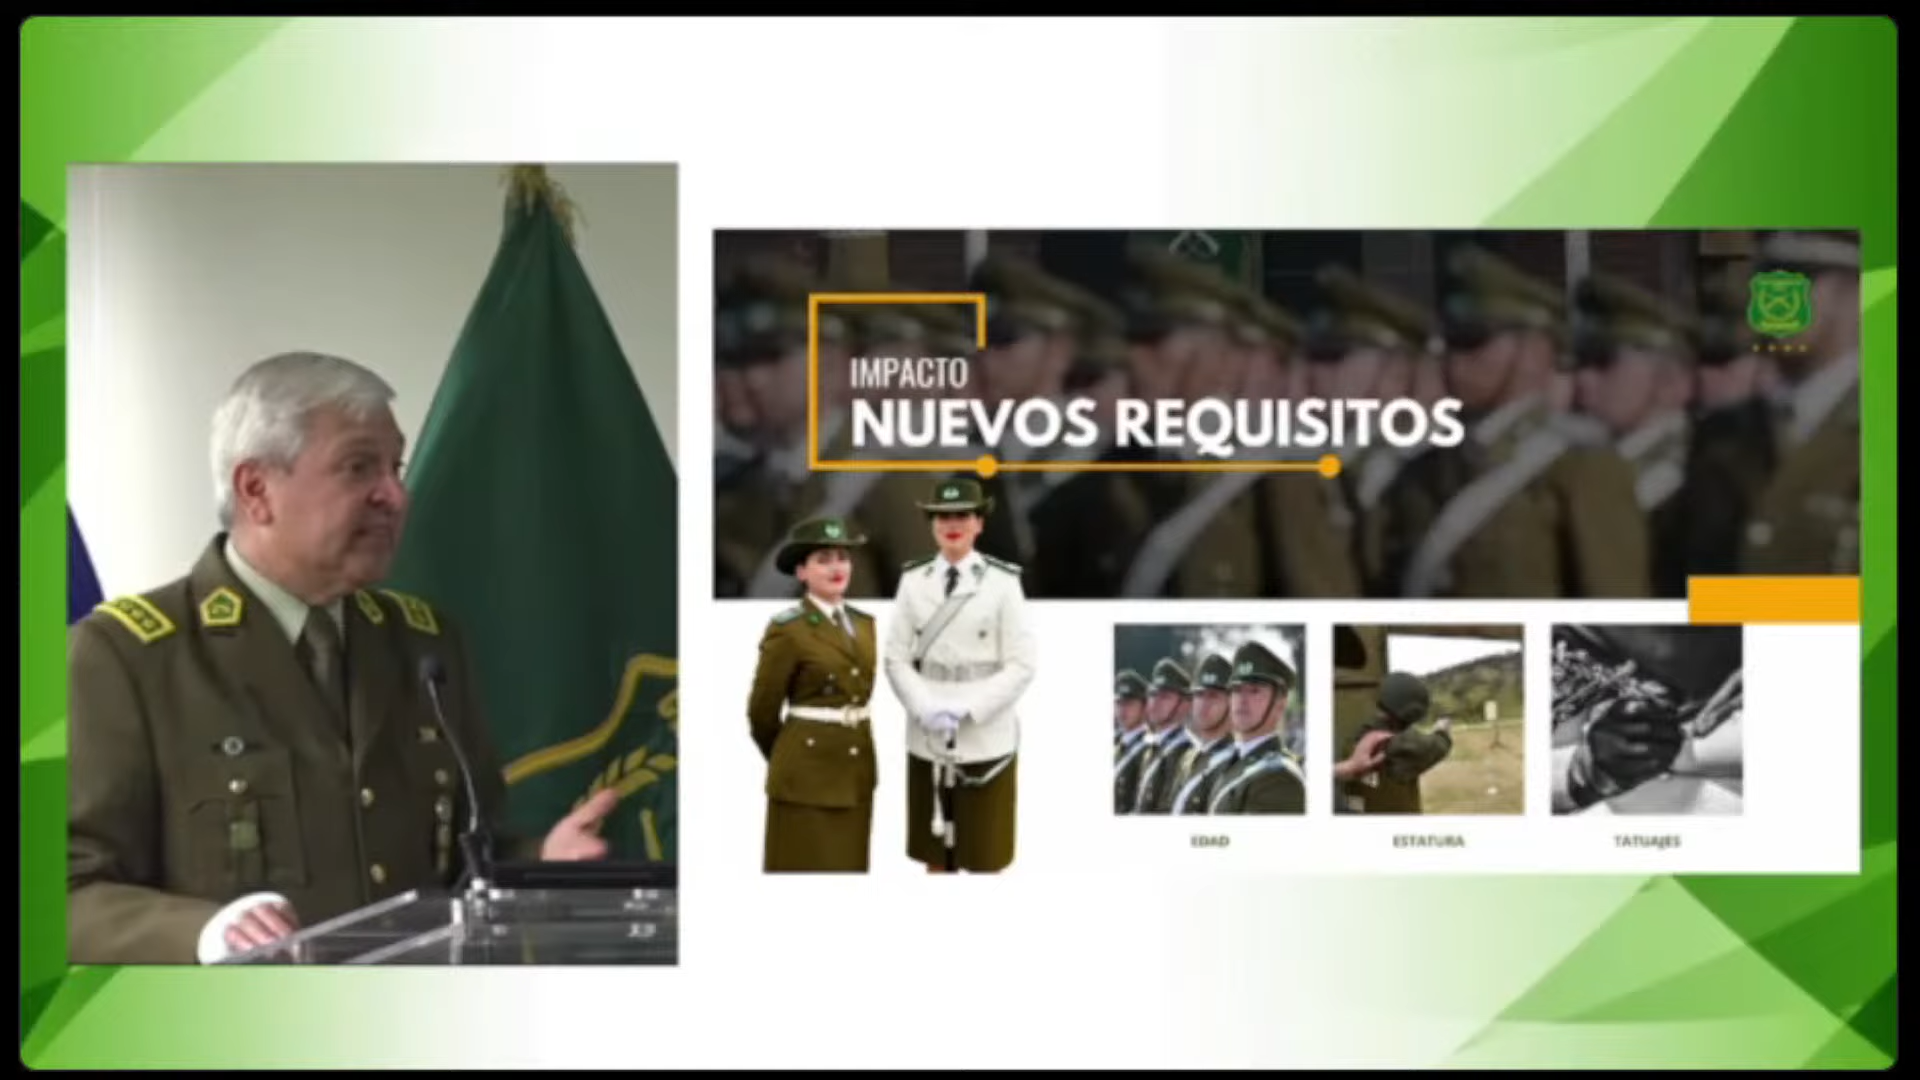 IMPACTO
NUEVOS REQUISITOS
EDAD
ESTATURA
TATUAJES